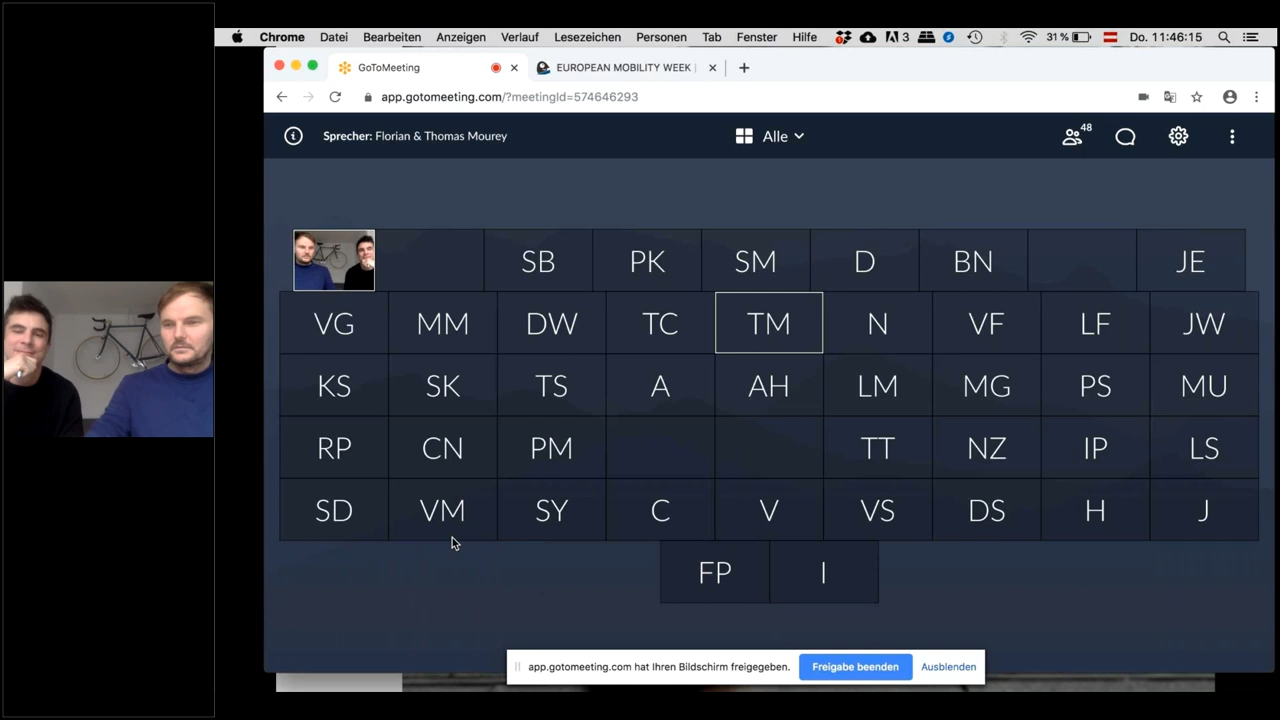 Chrome Datei Bearbeiten Anzeigen Verlauf Lesezeichen Personen Tab Fenster Hilfe 3 31 % Do. 11:46:15
GoToMeeting EUROPEAN MOBILITY WEEK |
app.gotomeeting.com/?meetingId=574646293
Sprecher: Florian & Thomas Mourey Alle 48
SB PK SM D BN JE
VG MM DW TC TM N VF LF JW
KS SK TS A AH LM MG PS MU
RP CN PM TT NZ IP LS
SD VM SY C V VS DS H J
FP I
app.gotomeeting.com hat Ihren Bildschirm freigegeben. Freigabe beenden Ausblenden